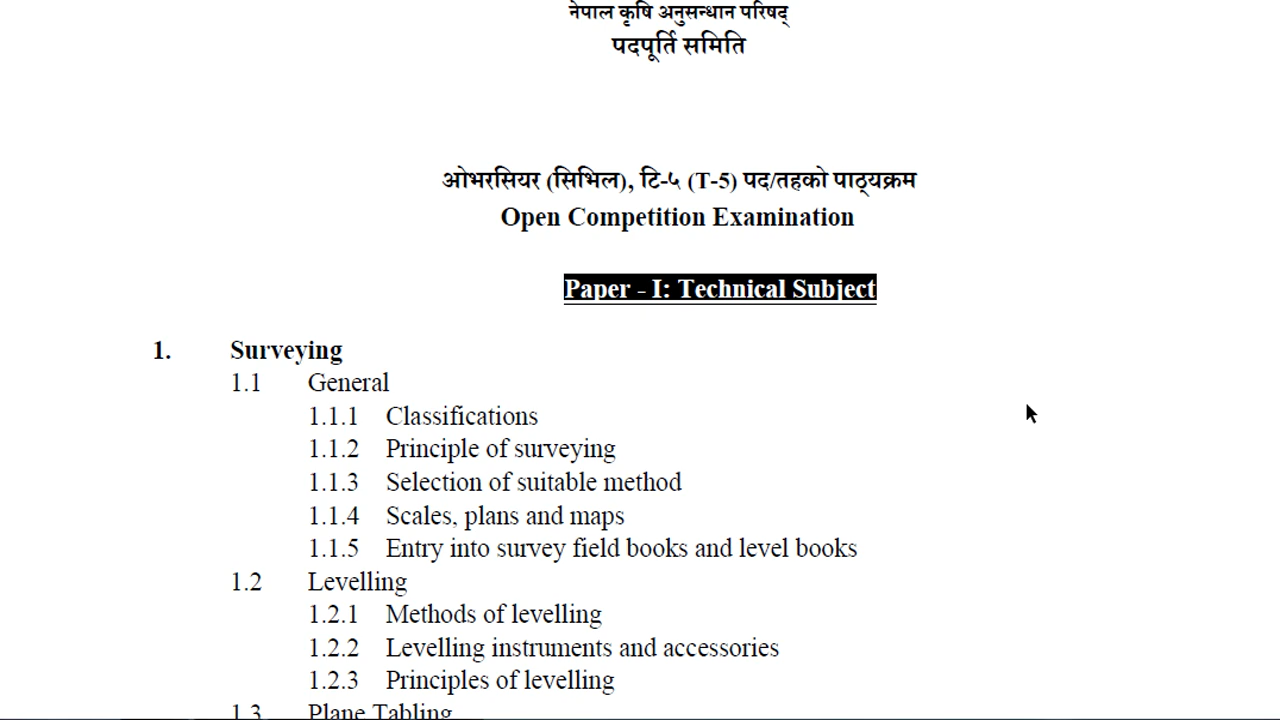 नेपाल कृषि अनुसन्धान परिषद्
पदपूर्ति समिति
ओभरसियर (सिभिल), टि-५ (T-5) पद/तहको पाठ्यक्रम
Open Competition Examination
Paper - I: Technical Subject
1. Surveying
1.1 General
1.1.1 Classifications
1.1.2 Principle of surveying
1.1.3 Selection of suitable method
1.1.4 Scales, plans and maps
1.1.5 Entry into survey field books and level books
1.2 Levelling
1.2.1 Methods of levelling
1.2.2 Levelling instruments and accessories
1.2.3 Principles of levelling
1.3 Plane Tabling